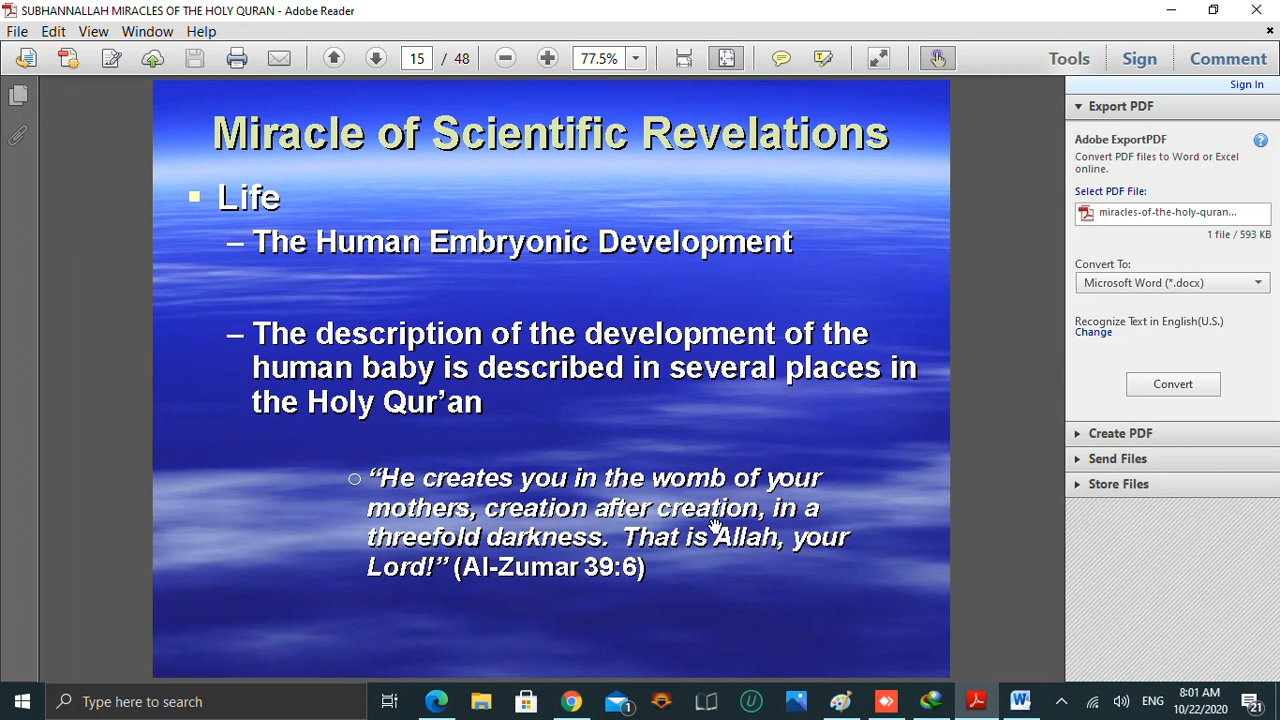 SUBHANNALLAH MIRACLES OF THE HOLY QURAN - Adobe Reader
File Edit View Window Help
15 / 48 77.5% Tools Sign Comment
Sign In
Export PDF
Adobe ExportPDF
Convert PDF files to Word or Excel
online.
Select PDF File:
miracles-of-the-holy-quran...
1 file / 593 KB
Convert To:
Microsoft Word (*.docx)
Recognize Text in English(U.S.)
Change
Convert
Create PDF
Send Files
Store Files
Miracle of Scientific Revelations
Life
– The Human Embryonic Development
– The description of the development of the
human baby is described in several places in
the Holy Qur’an
“He creates you in the womb of your
mothers, creation after creation, in a
threefold darkness. That is Allah, your
Lord!” (Al-Zumar 39:6)
Type here to search
1
U
W
ENG
8:01 AM
10/22/2020
21